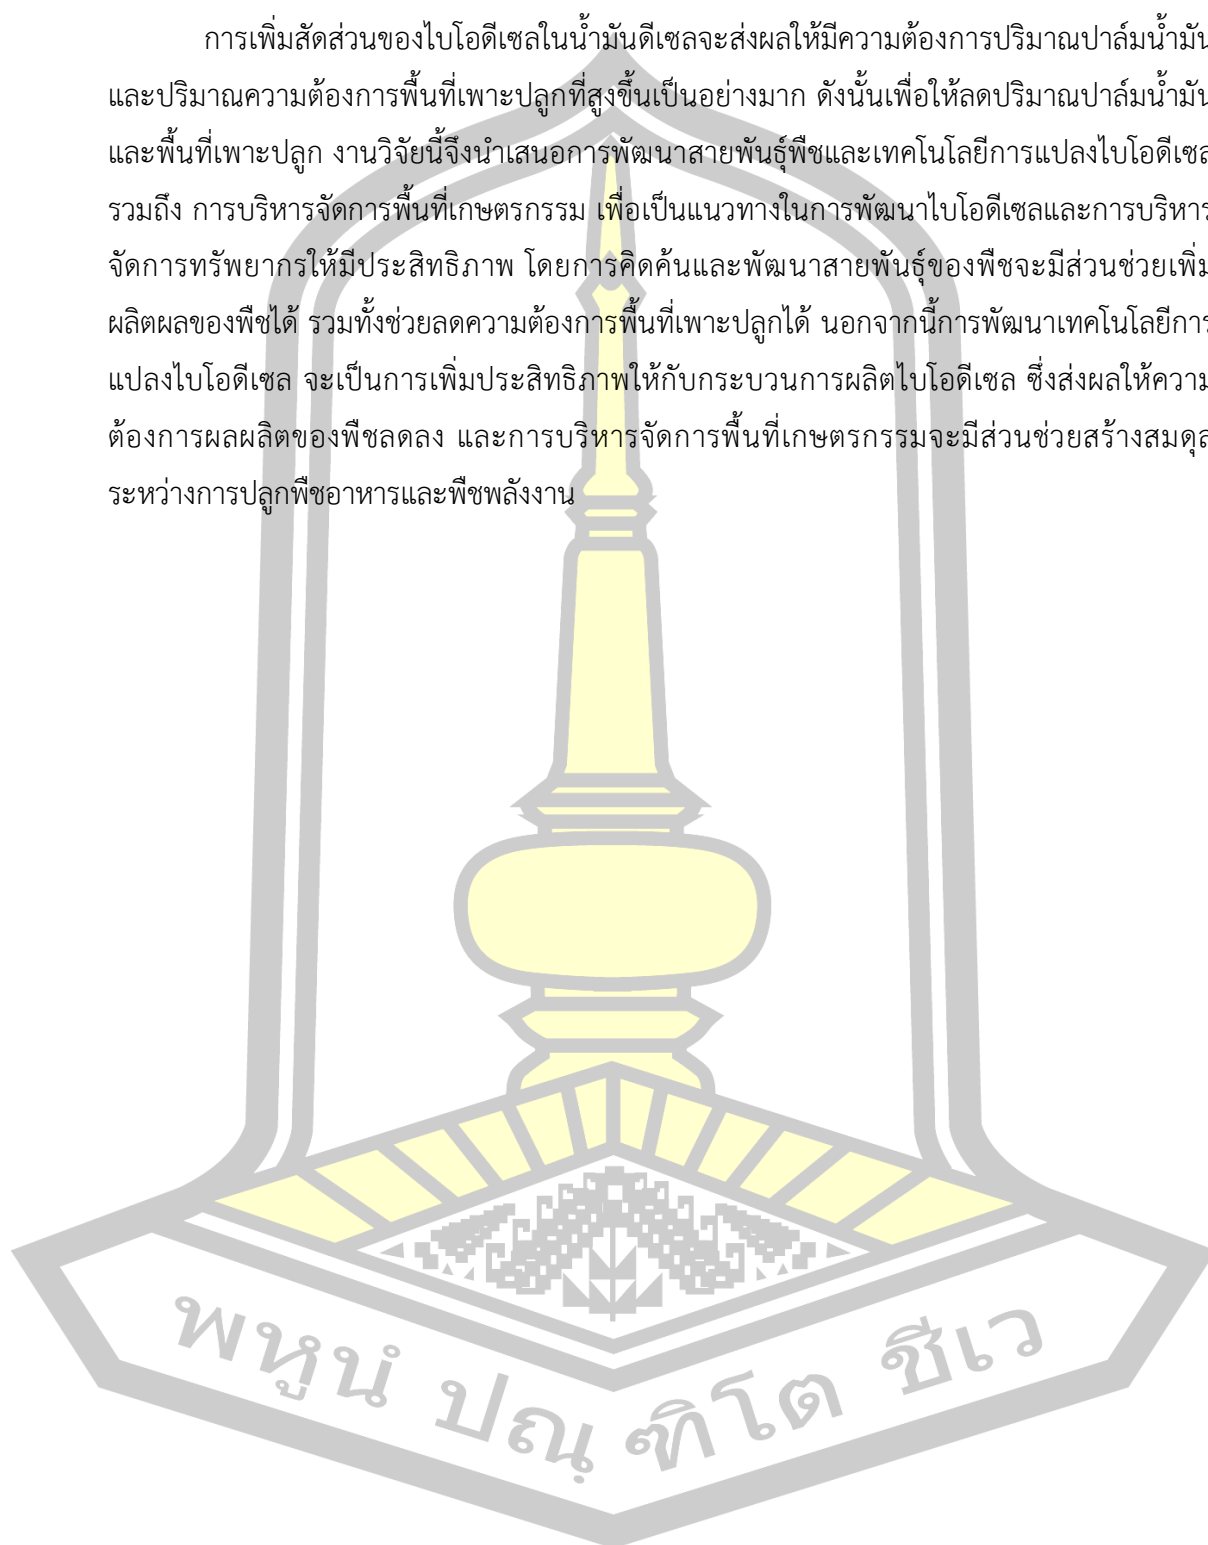 การเพิ่มสัดส่วนของไบโอดีเซลในน้ำมันดีเซลจะส่งผลให้มีความต้องการปริมาณปาล์มน้ำมัน
และปริมาณความต้องการพื้นที่เพาะปลูกที่สูงขึ้นเป็นอย่างมาก ดังนั้นเพื่อให้ลดปริมาณปาล์มน้ำมัน
และพื้นที่เพาะปลูก งานวิจัยนี้จึงนำเสนอการพัฒนาสายพันธุ์พืชและเทคโนโลยีการแปลงไบโอดีเซล
รวมถึง การบริหารจัดการพื้นที่เกษตรกรรม เพื่อเป็นแนวทางในการพัฒนาไบโอดีเซลและการบริหาร
จัดการทรัพยากรให้มีประสิทธิภาพ โดยการคิดค้นและพัฒนาสายพันธุ์ของพืชจะมีส่วนช่วยเพิ่ม
ผลิตผลของพืชได้ รวมทั้งช่วยลดความต้องการพื้นที่เพาะปลูกได้ นอกจากนี้การพัฒนาเทคโนโลยีการ
แปลงไบโอดีเซล จะเป็นการเพิ่มประสิทธิภาพให้กับกระบวนการผลิตไบโอดีเซล ซึ่งส่งผลให้ความ
ต้องการผลผลิตของพืชลดลง และการบริหารจัดการพื้นที่เกษตรกรรมจะมีส่วนช่วยสร้างสมดุล
ระหว่างการปลูกพืชอาหารและพืชพลังงาน
พหูนํ ปณฺ ฑิโต ชีเว